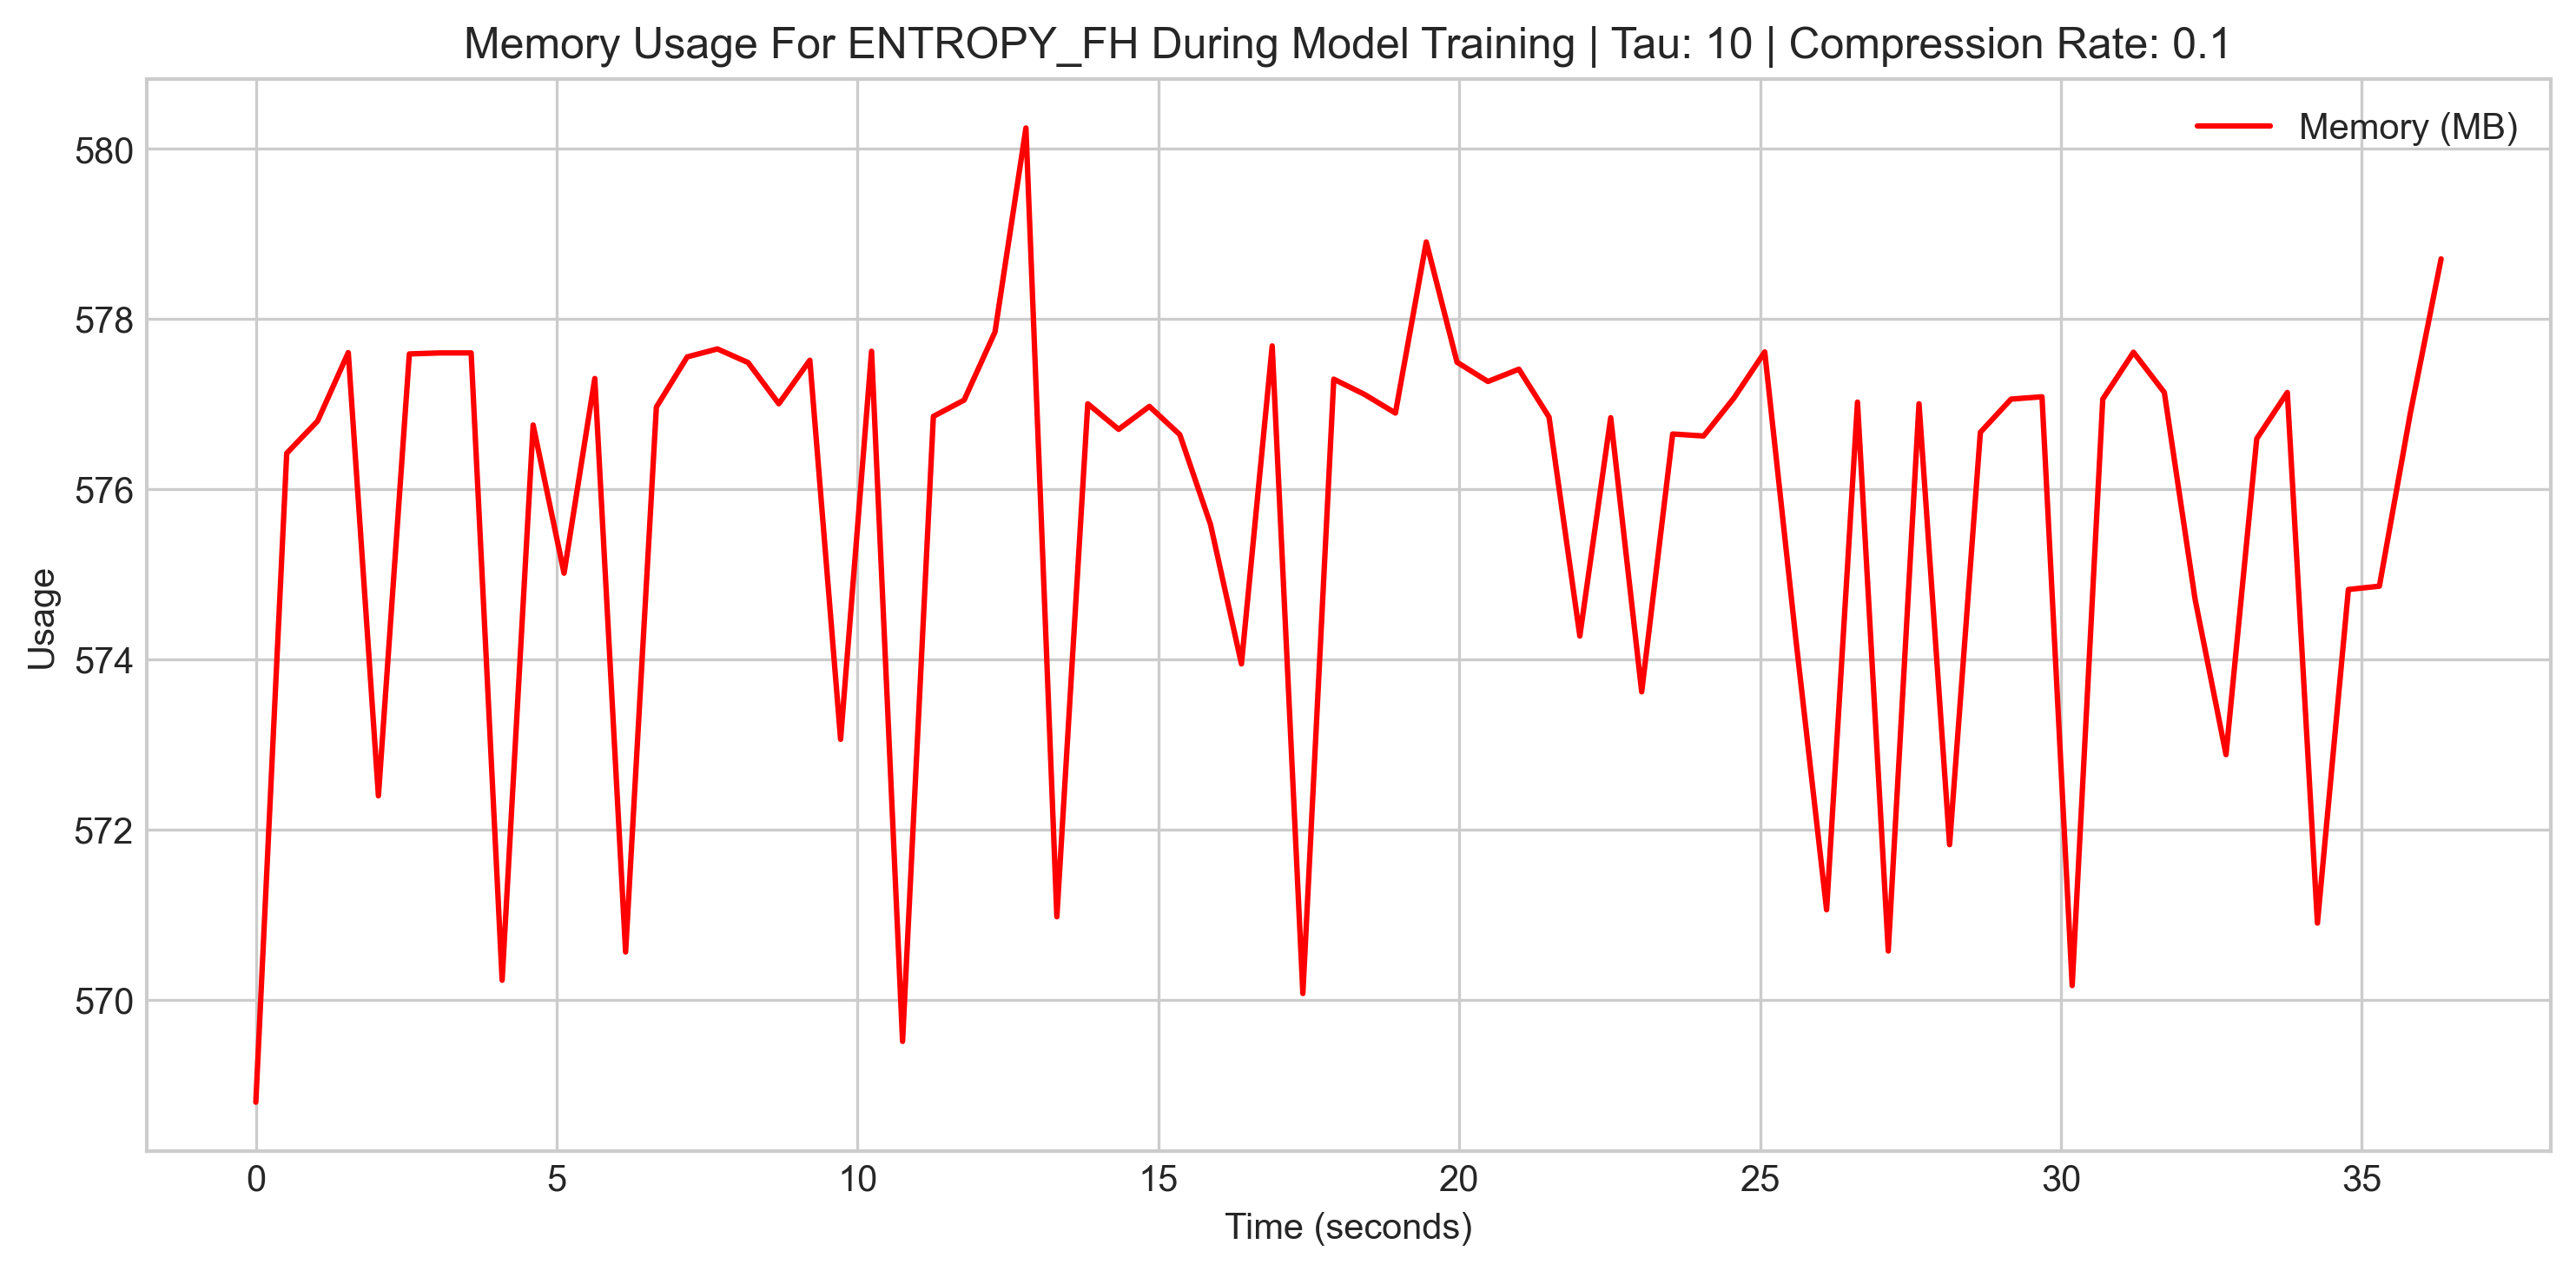 Memory Usage For ENTROPY_FH During Model Training | Tau: 10 | Compression Rate: 0.1
Memory (MB)
Usage
580
578
576
574
572
570
0 5 10 15 20 25 30 35
Time (seconds)